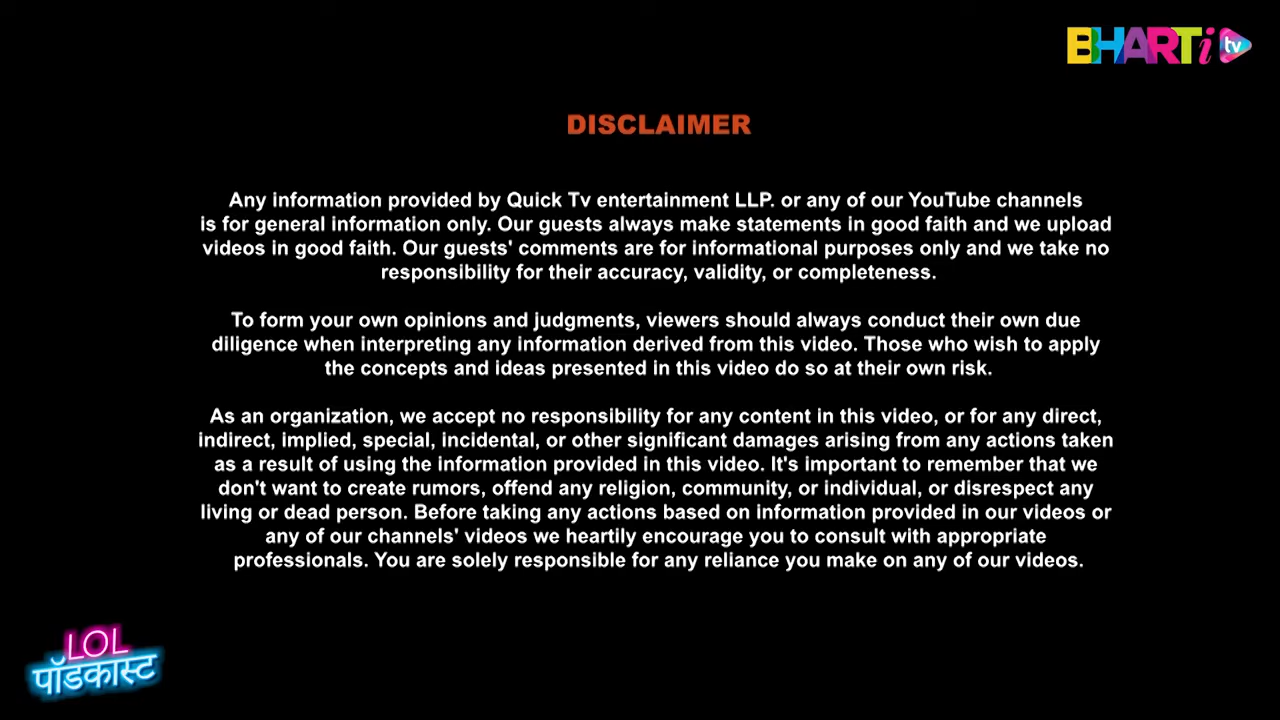 BHARTi tv
DISCLAIMER
Any information provided by Quick Tv entertainment LLP. or any of our YouTube channels
is for general information only. Our guests always make statements in good faith and we upload
videos in good faith. Our guests' comments are for informational purposes only and we take no
responsibility for their accuracy, validity, or completeness.
To form your own opinions and judgments, viewers should always conduct their own due
diligence when interpreting any information derived from this video. Those who wish to apply
the concepts and ideas presented in this video do so at their own risk.
As an organization, we accept no responsibility for any content in this video, or for any direct,
indirect, implied, special, incidental, or other significant damages arising from any actions taken
as a result of using the information provided in this video. It's important to remember that we
don't want to create rumors, offend any religion, community, or individual, or disrespect any
living or dead person. Before taking any actions based on information provided in our videos or
any of our channels' videos we heartily encourage you to consult with appropriate
professionals. You are solely responsible for any reliance you make on any of our videos.
LOL
पॉडकास्ट